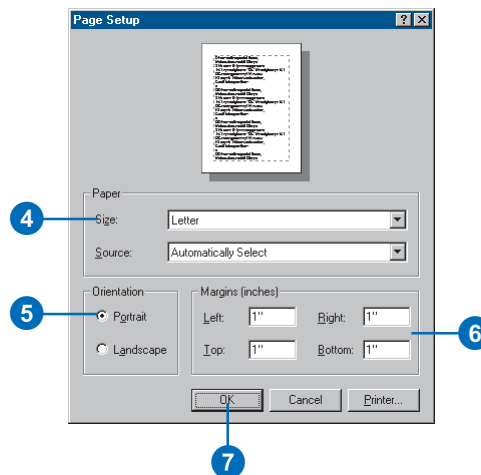 Page Setup
Paper
4
Size: Letter
Source: Automatically Select
Orientation
Margins (inches)
5
Portrait
Left: 1" Right: 1"
6
Landscape
Top: 1" Bottom: 1"
OK Cancel Printer...
7